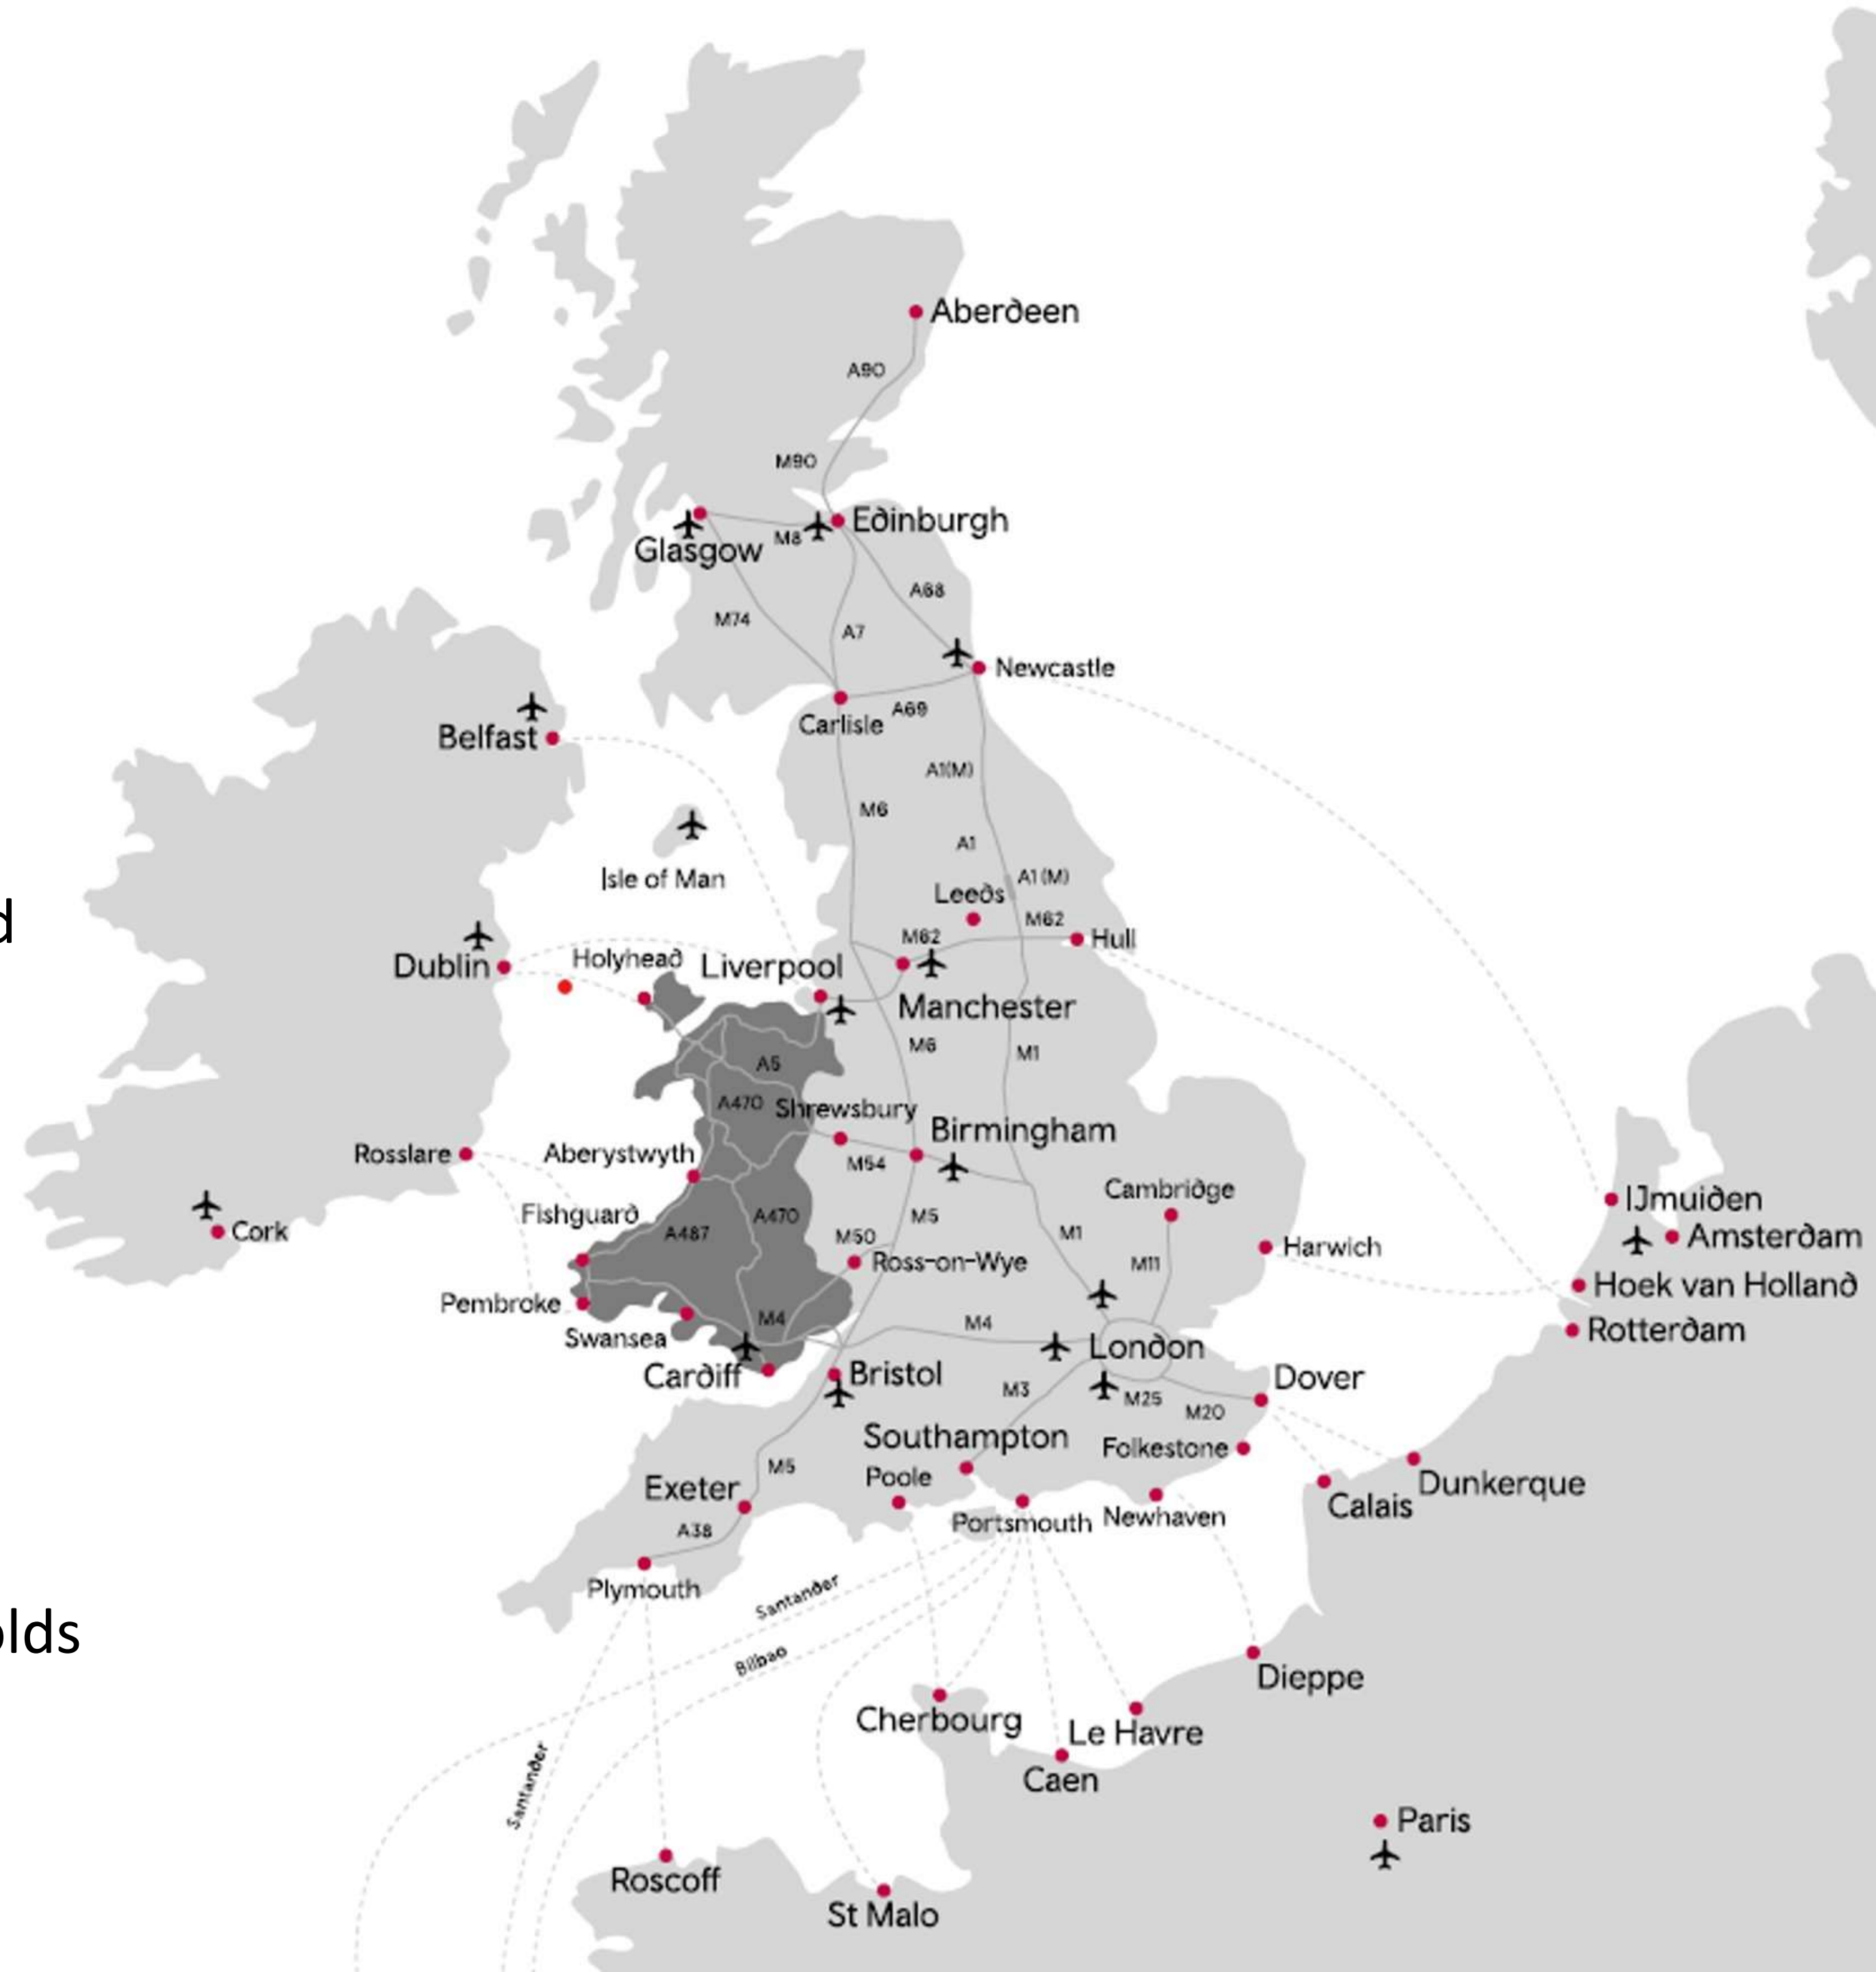 Aberdeen
A90
M90
Edinburgh
M8
Glasgow
A68
M74
A7
Newcastle
A69
Carlisle
Belfast
A1(M)
M6
A1
Isle of Man
A1 (M)
Leeds
d
M62
M62
Hull
Holyhead
Liverpool
Dublin
Manchester
M6
M1
A5
A470
Shrewsbury
Birmingham
Rosslare
Aberystwyth
M54
Cambridge
IJmuiden
Fishguard
A470
M5
Cork
A487
M50
M1
Amsterdam
Harwich
Ross-on-Wye
M11
Hoek van Holland
Pembroke
M4
M4
Rotterdam
Swansea
London
Cardiff
Bristol
Dover
M3
M25
M20
Southampton
Folkestone
M5
Poole
Exeter
Dunkerque
Calais
Portsmouth
Newhaven
A38
Plymouth
Santander
olds
Bilbao
Dieppe
Cherbourg
Le Havre
Santander
Caen
Paris
Roscoff
St Malo